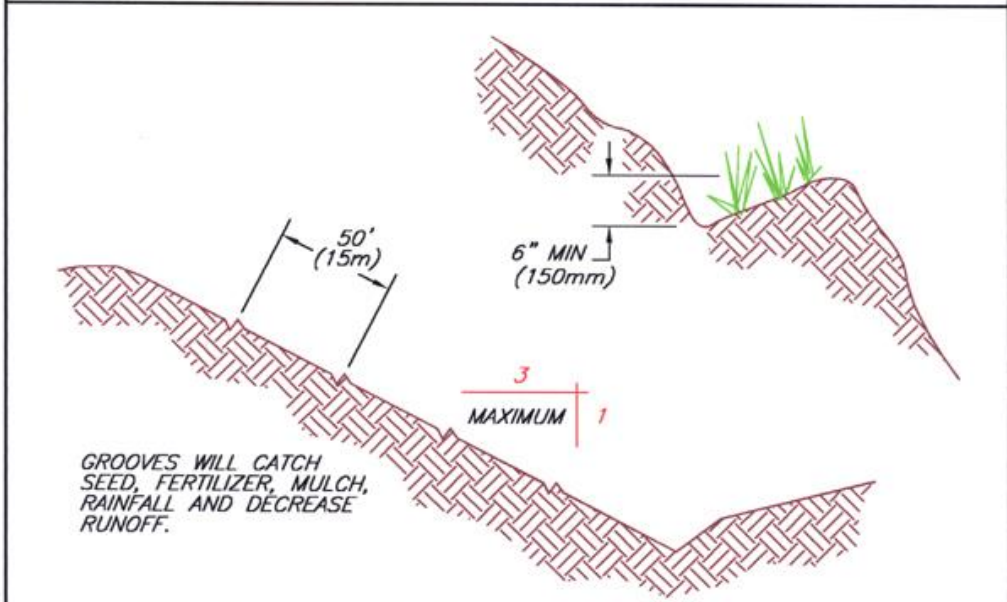 50'
(15m)
6" MIN
(150mm)
3
MAXIMUM 1
GROOVES WILL CATCH
SEED, FERTILIZER, MULCH,
RAINFALL AND DECREASE
RUNOFF.